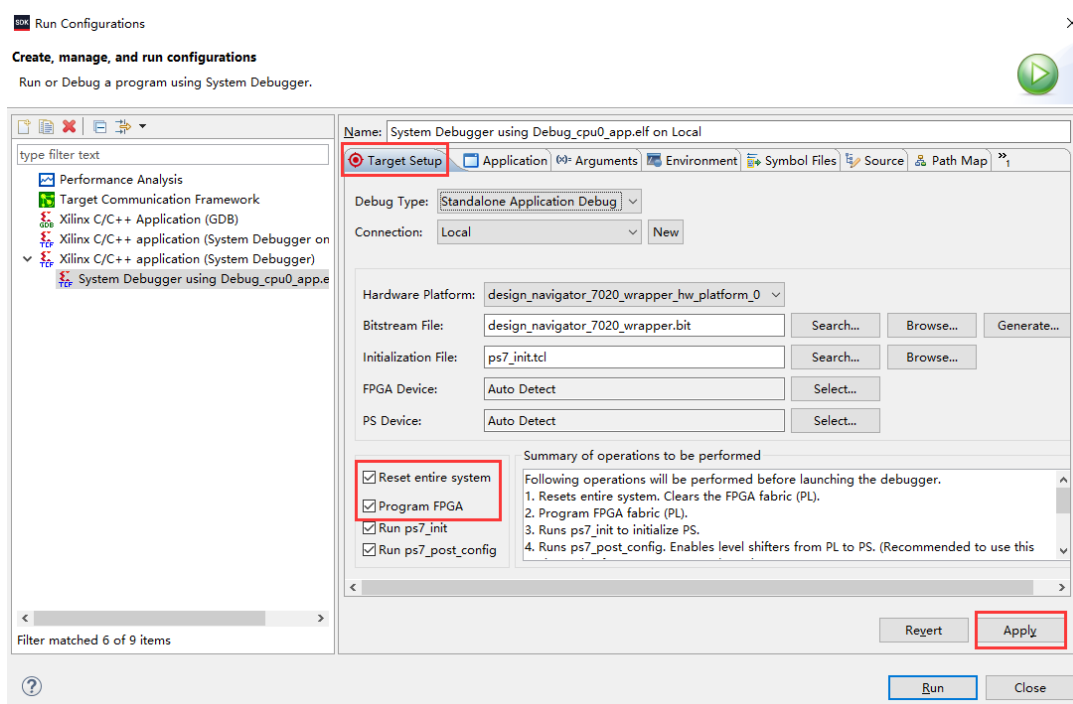 SDK Run Configurations
Create, manage, and run configurations
Run or Debug a program using System Debugger.
type filter text
Performance Analysis
Target Communication Framework
GDB Xilinx C/C++ Application (GDB)
TCF Xilinx C/C++ application (System Debugger on
TCF Xilinx C/C++ application (System Debugger)
TCF System Debugger using Debug_cpu0_app.e
Filter matched 6 of 9 items
Name: System Debugger using Debug_cpu0_app.elf on Local
Target Setup Application (x)= Arguments Environment Symbol Files Source Path Map »1
Debug Type: Standalone Application Debug
Connection: Local New
Hardware Platform: design_navigator_7020_wrapper_hw_platform_0
Bitstream File: design_navigator_7020_wrapper.bit Search... Browse... Generate...
Initialization File: ps7_init.tcl Search... Browse...
FPGA Device: Auto Detect Select...
PS Device: Auto Detect Select...
Reset entire system
Program FPGA
Run ps7_init
Run ps7_post_config
Summary of operations to be performed
Following operations will be performed before launching the debugger.
1. Resets entire system. Clears the FPGA fabric (PL).
2. Program FPGA fabric (PL).
3. Runs ps7_init to initialize PS.
4. Runs ps7_post_config. Enables level shifters from PL to PS. (Recommended to use this
Revert Apply
? Run Close